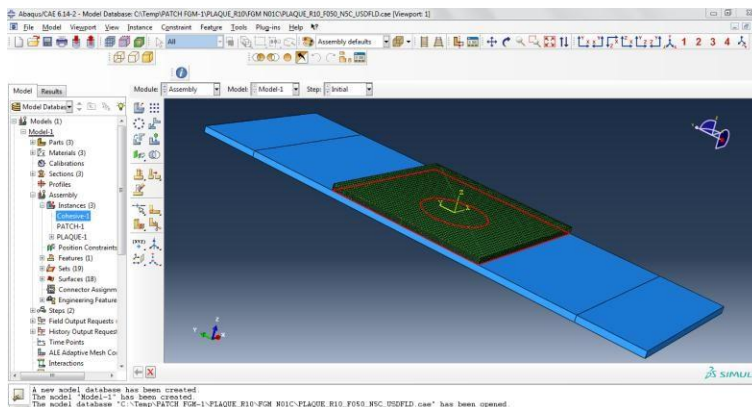 Abaqus/CAE 6.14-2 - Model Database: C:\Temp\PATCH FGM-1\PLAQUE_R10\FGM N01C\PLAQUE_R10_F050_N5C_USDFLD.cae [Viewport: 1]
File Model Viewport View Instance Constraint Feature Tools Plug-ins Help
All
Assembly defaults
1 2 3 4
Model Results
Module: Assembly Model: Model-1 Step: Initial
Model Databas
Models (1)
Model-1
Parts (3)
Materials (3)
Calibrations
Sections (3)
Profiles
Assembly
Instances (3)
Cohesive-1
PATCH-1
PLAQUE-1
Position Constraints
Features (1)
Sets (19)
Surfaces (18)
Connector Assignm
Engineering Feature
Steps (2)
Field Output Requests
History Output Request
Time Points
ALE Adaptive Mesh Co
Interactions
(XYZ)
Y Z X
SIMUL
A new model database has been created.
The model "Model-1" has been created.
The model database "C:\Temp\PATCH FGM-1\PLAQUE_R10\FGM N01C\PLAQUE_R10_F050_N5C_USDFLD.cae" has been opened.